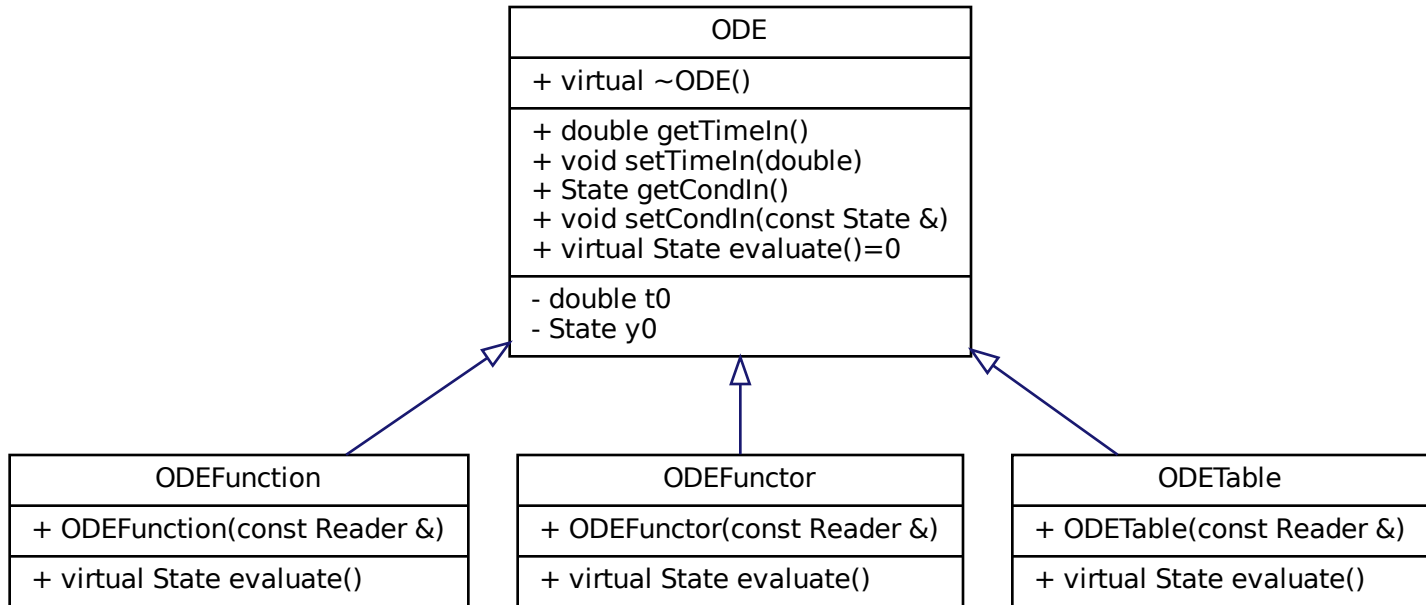 ODE
+ virtual ~ODE()
+ double getTimeIn()
+ void setTimeIn(double)
+ State getCondIn()
+ void setCondIn(const State &)
+ virtual State evaluate()=0
- double t0
- State y0
ODEFunction
+ ODEFunction(const Reader &)
+ virtual State evaluate()
ODEFunctor
+ ODEFunctor(const Reader &)
+ virtual State evaluate()
ODETable
+ ODETable(const Reader &)
+ virtual State evaluate()